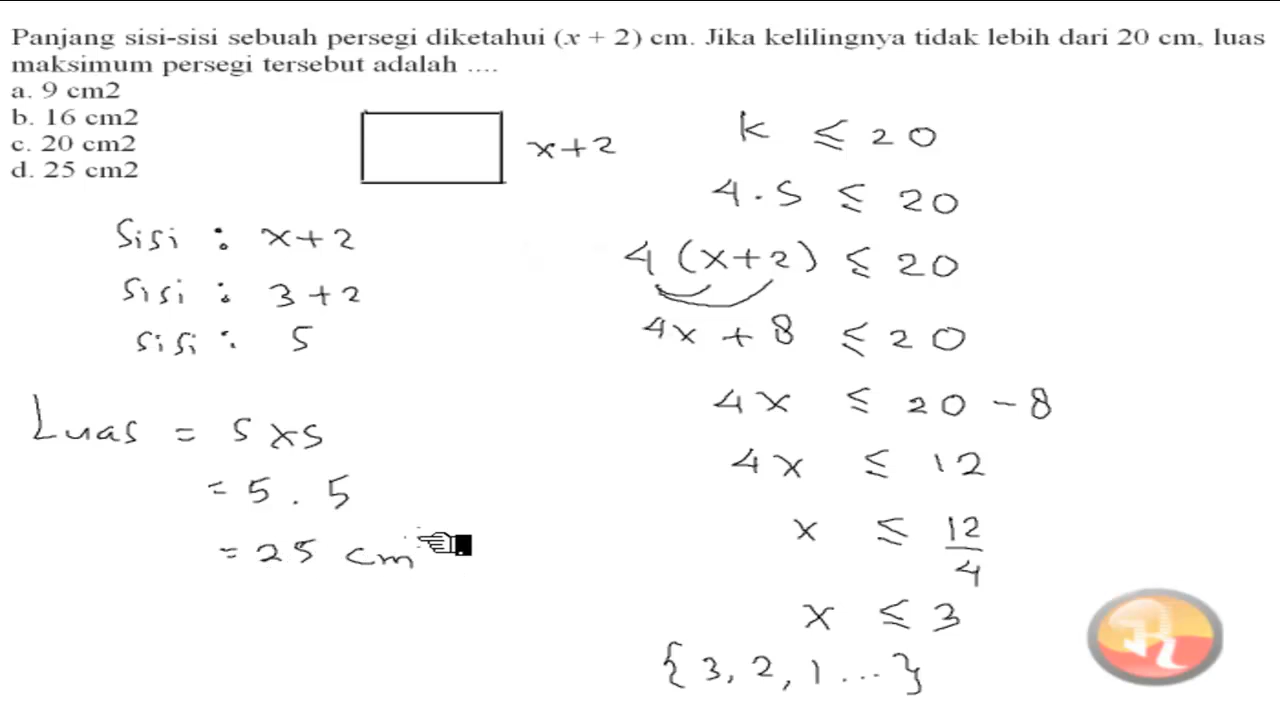 Panjang sisi-sisi sebuah persegi diketahui (x + 2) cm. Jika kelilingnya tidak lebih dari 20 cm, luas
maksimum persegi tersebut adalah ....
a. 9 cm2
b. 16 cm2
c. 20 cm2
d. 25 cm2
x+2
Sisi : x+2
Sisi : 3+2
Sisi : 5
Luas = s x s
= 5 . 5
= 25 cm
k ≤ 20
4 . s ≤ 20
4 (x+2) ≤ 20
4x + 8 ≤ 20
4x ≤ 20 - 8
4x ≤ 12
x ≤ 12/4
x ≤ 3
{3, 2, 1 ...}